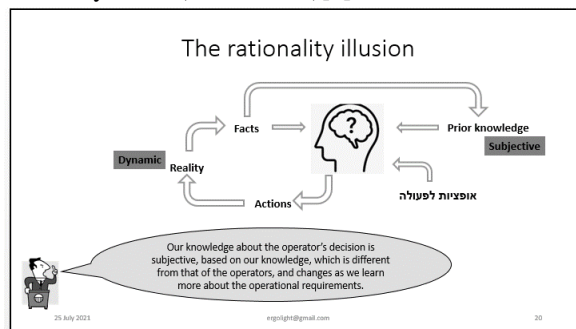 The rationality illusion
Facts
?
Prior knowledge
Subjective
Dynamic
Reality
אופציות לפעולה
Actions
Our knowledge about the operator's decision is
subjective, based on our knowledge, which is different
from that of the operators, and changes as we learn
more about the operational requirements.
25 July 2021
ergolight@gmail.com
20